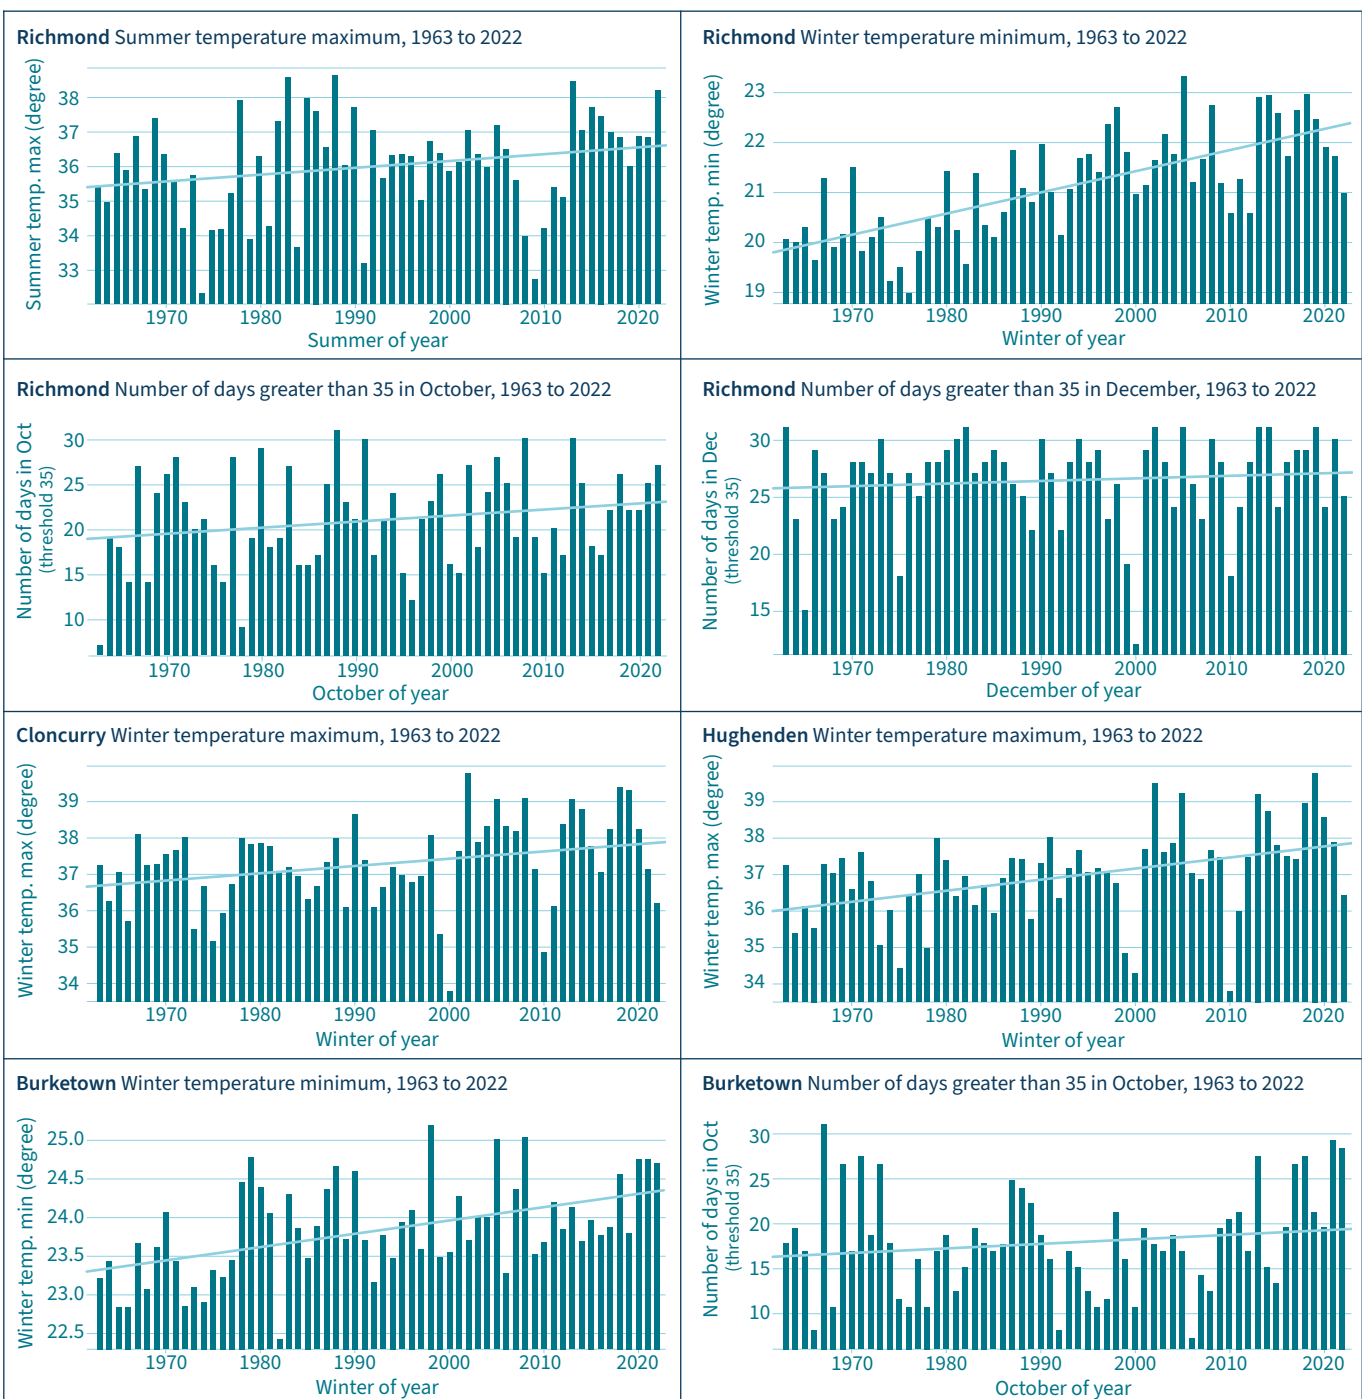 Richmond Summer temperature maximum, 1963 to 2022
Summer temp. max (degree)
38
37
36
35
34
33
1970 1980 1990 2000 2010 2020
Summer of year
Richmond Winter temperature minimum, 1963 to 2022
Winter temp. min (degree)
23
22
21
20
19
1970 1980 1990 2000 2010 2020
Winter of year
Richmond Number of days greater than 35 in October, 1963 to 2022
Number of days in Oct
(threshold 35)
30
25
20
15
10
1970 1980 1990 2000 2010 2020
October of year
Richmond Number of days greater than 35 in December, 1963 to 2022
Number of days in Dec
(threshold 35)
30
25
20
15
1970 1980 1990 2000 2010 2020
December of year
Cloncurry Winter temperature maximum, 1963 to 2022
Winter temp. max (degree)
39
38
37
36
35
34
1970 1980 1990 2000 2010 2020
Winter of year
Hughenden Winter temperature maximum, 1963 to 2022
Winter temp. max (degree)
39
38
37
36
35
34
1970 1980 1990 2000 2010 2020
Winter of year
Burketown Winter temperature minimum, 1963 to 2022
Winter temp. min (degree)
25.0
24.5
24.0
23.5
23.0
22.5
1970 1980 1990 2000 2010 2020
Winter of year
Burketown Number of days greater than 35 in October, 1963 to 2022
Number of days in Oct
(threshold 35)
30
25
20
15
10
1970 1980 1990 2000 2010 2020
October of year